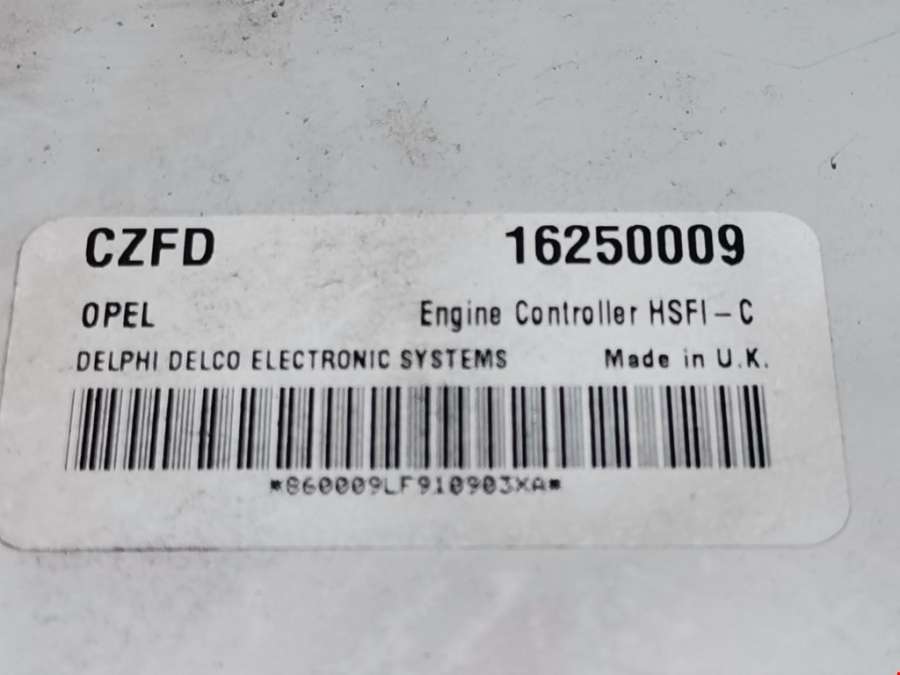 CZFD 16250009
OPEL Engine Controller HSFI-C
DELPHI DELCO ELECTRONIC SYSTEMS Made in U.K.
*860009LF910903XA*